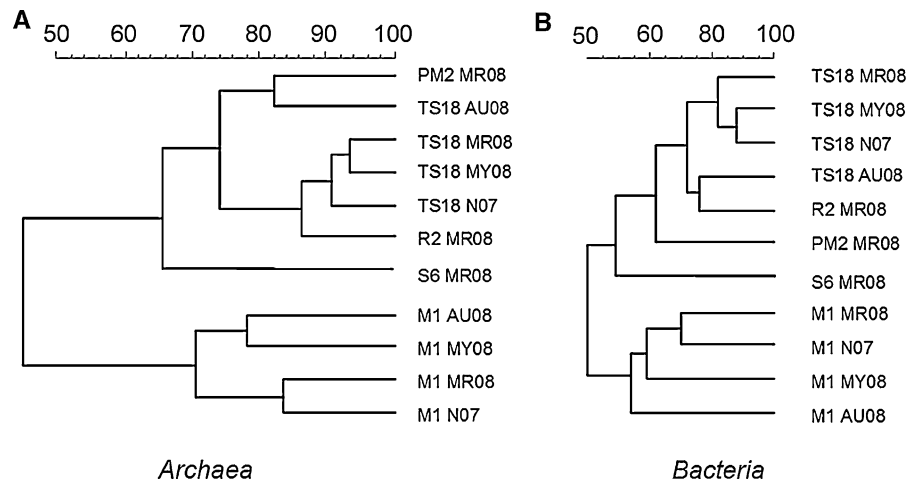 A
50 60 70 80 90 100
PM2 MR08
TS18 AU08
TS18 MR08
TS18 MY08
TS18 N07
R2 MR08
S6 MR08
M1 AU08
M1 MY08
M1 MR08
M1 N07
Archaea
B
50 60 80 100
TS18 MR08
TS18 MY08
TS18 N07
TS18 AU08
R2 MR08
PM2 MR08
S6 MR08
M1 MR08
M1 N07
M1 MY08
M1 AU08
Bacteria